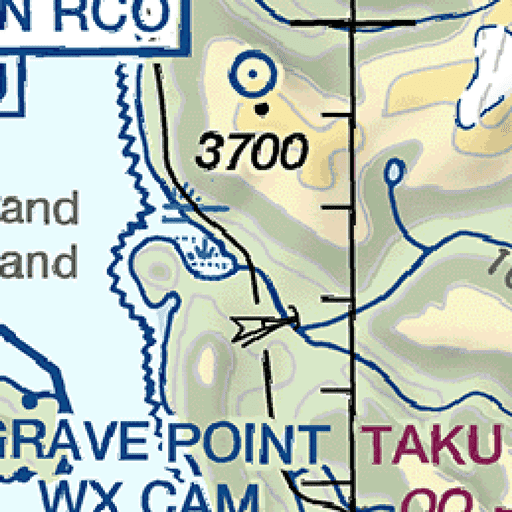 N RCO
3700
and
and
GRAVE POINT
WX CAM
TAKU